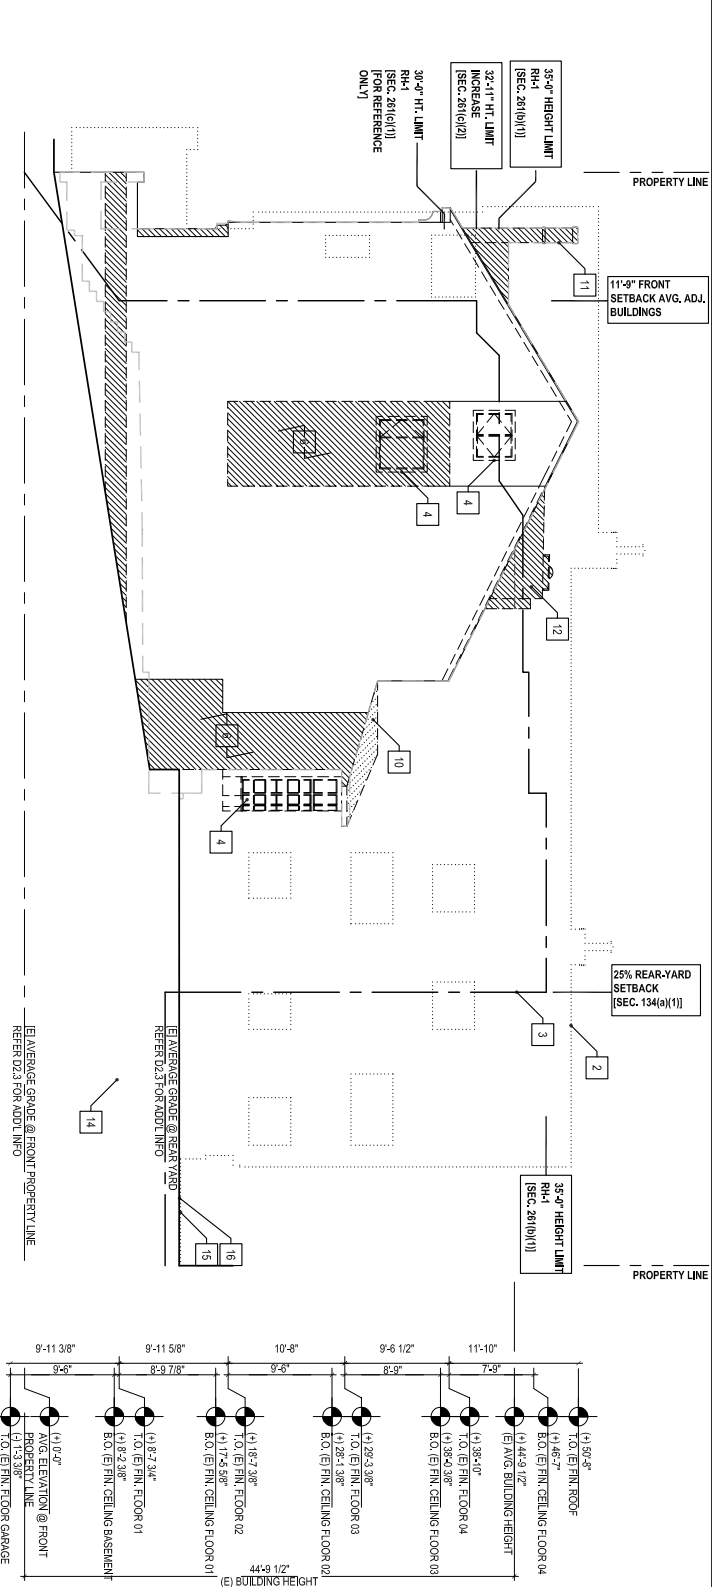 PROPERTY LINE
35'-0" HEIGHT LIMIT
RH-1
[SEC. 261(b)(1)]
32'-11" HT. LIMIT
INCREASE
[SEC. 261(c)(2)]
30'-0" HT. LIMIT
RH-1
[SEC. 261(c)(1)]
[FOR REFERENCE
ONLY]
11
11'-9" FRONT
SETBACK AVG. ADJ.
BUILDINGS
6
4
4
12
6
10
4
25% REAR-YARD
SETBACK
[SEC. 134(a)(1)]
3
2
14
[E] AVERAGE GRADE @ REAR YARD
REFER D2.3 FOR ADD'L INFO
[E] AVERAGE GRADE @ FRONT PROPERTY LINE
REFER D2.3 FOR ADD'L INFO
35'-0" HEIGHT LIMIT
RH-1
[SEC. 261(b)(1)]
16
15
PROPERTY LINE
9'-11 3/8"
9'-11 5/8"
10'-8"
9'-6 1/2"
11'-10"
9'-6"
8'-9 7/8"
9'-6"
8'-9"
7'-9"
(+) 50'-8"
T.O. (E) FIN. ROOF
(+) 46'-7"
B.O. (E) FIN. CEILING FLOOR 04
(+) 44'-9 1/2"
(E) AVG. BUILDING HEIGHT
(+) 38'-10"
T.O. (E) FIN. FLOOR 04
(+) 38'-0 3/8"
B.O. (E) FIN. CEILING FLOOR 03
(+) 29'-3 3/8"
T.O. (E) FIN. FLOOR 03
(+) 28'-1 3/8"
B.O. (E) FIN. CEILING FLOOR 02
(+) 18'-7 3/8"
T.O. (E) FIN. FLOOR 02
(+) 17'-5 5/8"
B.O. (E) FIN. CEILING FLOOR 01
(+) 8'-7 3/4"
T.O. (E) FIN. FLOOR 01
(+) 8'-2 3/8"
B.O. (E) FIN. CEILING BASEMENT
(+) 0'-0"
AVG. ELEVATION @ FRONT
PROPERTY LINE
(-) 1'-3 3/8"
T.O. (E) FIN. FLOOR GARAGE
44'-9 1/2"
(E) BUILDING HEIGHT